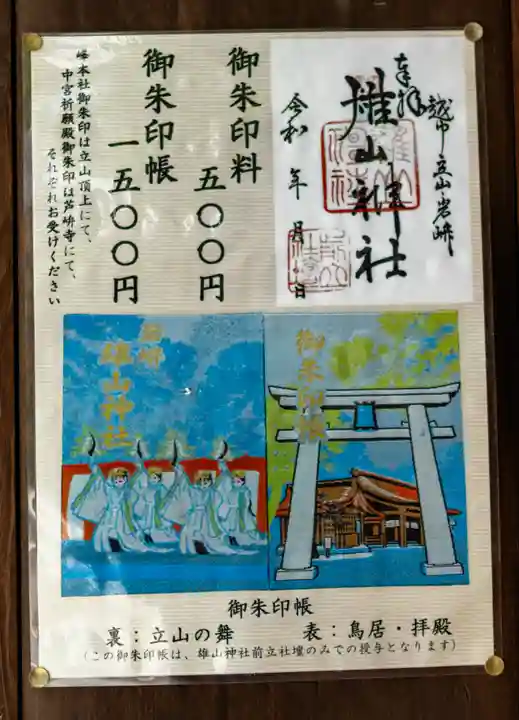 奉拝
越中立山岩峅
雄山神社
令和 年 月 日
御朱印料
五〇〇円
御朱印帳
一五〇〇円
峰本社御朱印は立山頂上にて、
中宮祈願殿御朱印は芦峅寺にて、
それぞれお受けください
御朱印帳
岩峅
雄山神社
御朱印帳
裏：立山の舞
表：鳥居・拝殿
（この御朱印帳は、雄山神社前立社壇のみでの授与となります）